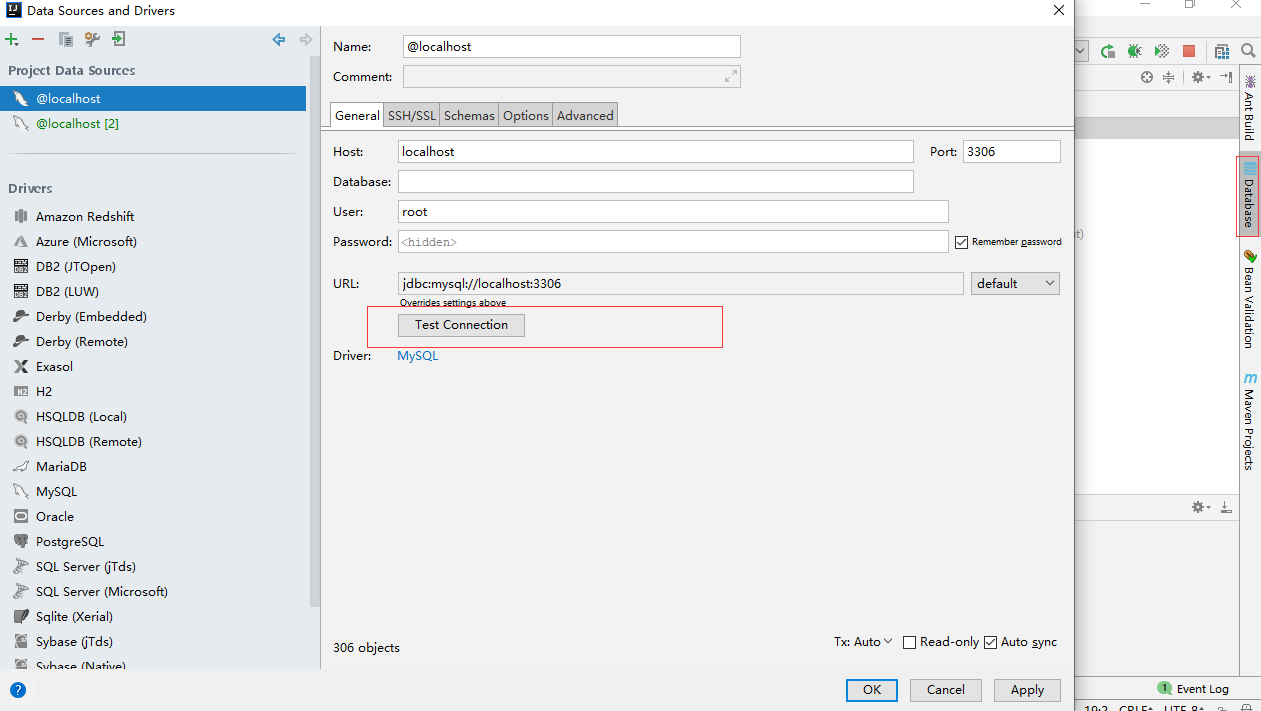 Data Sources and Drivers
Project Data Sources
@localhost
@localhost [2]
Drivers
Amazon Redshift
Azure (Microsoft)
DB2 (JTOpen)
DB2 (LUW)
Derby (Embedded)
Derby (Remote)
Exasol
H2
HSQLDB (Local)
HSQLDB (Remote)
MariaDB
MySQL
Oracle
PostgreSQL
SQL Server (jTds)
SQL Server (Microsoft)
Sqlite (Xerial)
Sybase (jTds)
Sybase (Native)
Name: @localhost
Comment:
General SSH/SSL Schemas Options Advanced
Host: localhost Port: 3306
Database:
User: root
Password: <hidden> Remember password
URL: jdbc:mysql://localhost:3306 default
Overrides settings above
Test Connection
Driver: MySQL
306 objects Tx: Auto Read-only Auto sync
OK Cancel Apply
Ant Build
Database
Bean Validation
Maven Projects
1 Event Log
19:2 CRLF UTF-8